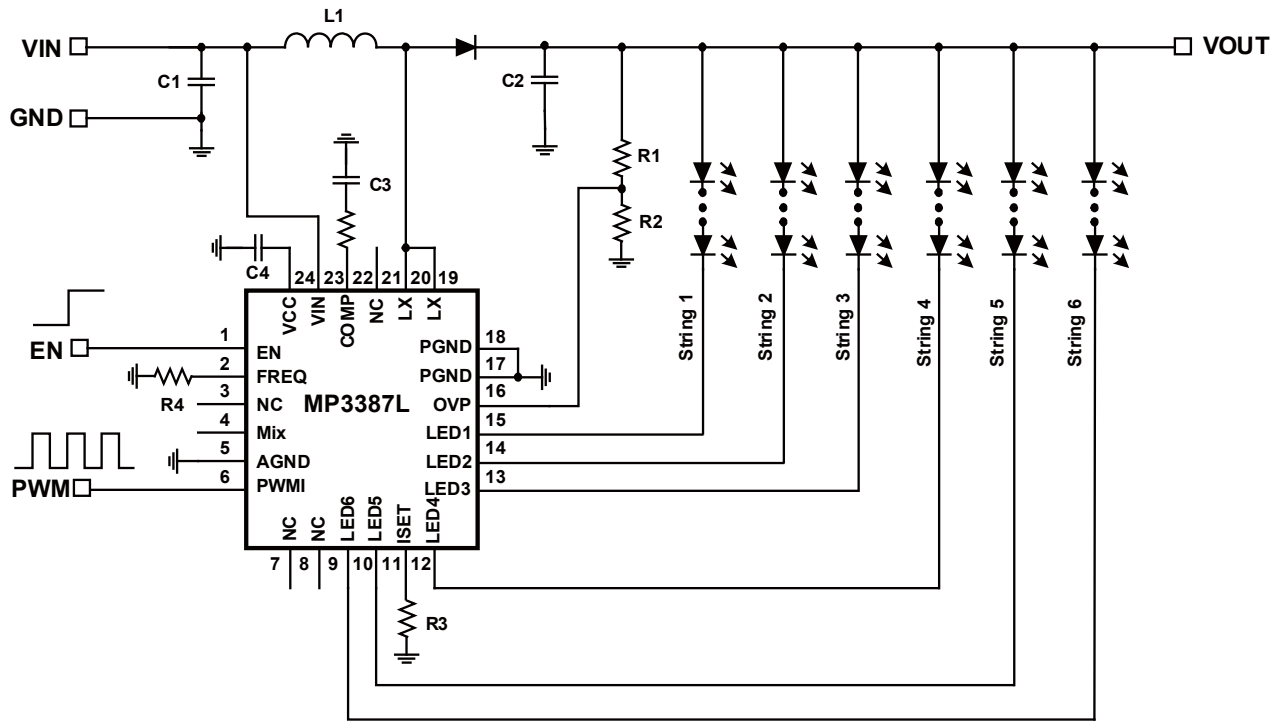 L1
VIN
VOUT
C1
C2
GND
R1
C3
R2
C4
24 23 22 21 20 19
VCC
VIN
COMP
NC
LX
LX
String 1
String 2
String 3
String 4
String 5
String 6
EN
1
EN
PGND
18
2
FREQ
PGND
17
R4
3
NC
MP3387L
OVP
16
4
Mix
LED1
15
5
AGND
LED2
14
PWM
6
PWMI
LED3
13
NC
NC
LED6
LED5
ISET
LED4
7 8 9 10 11 12
R3